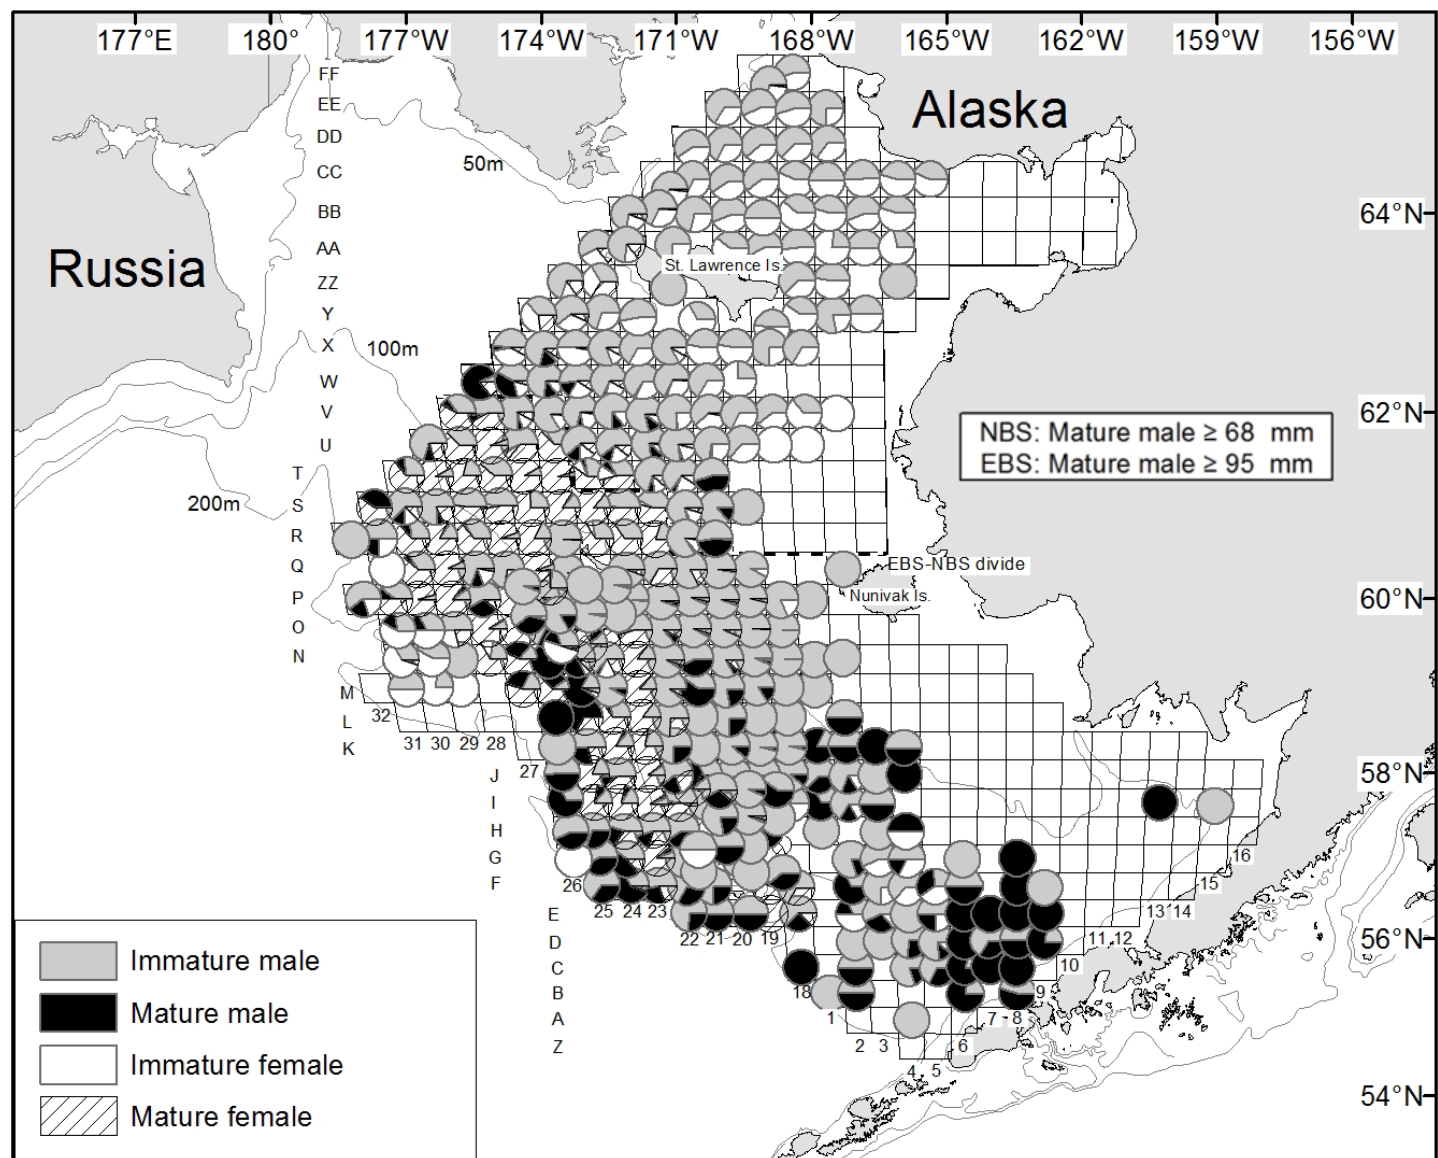 177°E 180° 177°W 174°W 171°W 168°W 165°W 162°W 159°W 156°W
FF
EE
DD
CC
BB
AA
ZZ
Y
X
W
V
U
T
S
R
Q
P
O
N
M
L
K
J
I
H
G
F
E
D
C
B
A
Z
Alaska
Russia
50m
100m
200m
64°N
62°N
60°N
58°N
56°N
54°N
St. Lawrence Is.
NBS: Mature male ≥ 68 mm
EBS: Mature male ≥ 95 mm
EBS-NBS divide
Nunivak Is.
32
31 30 29 28
27
26
25 24 23
22 21 20 19
18
1
2 3
4 5
6
7 - 8
9
10
11 12
13 14
15
16
Immature male
Mature male
Immature female
Mature female